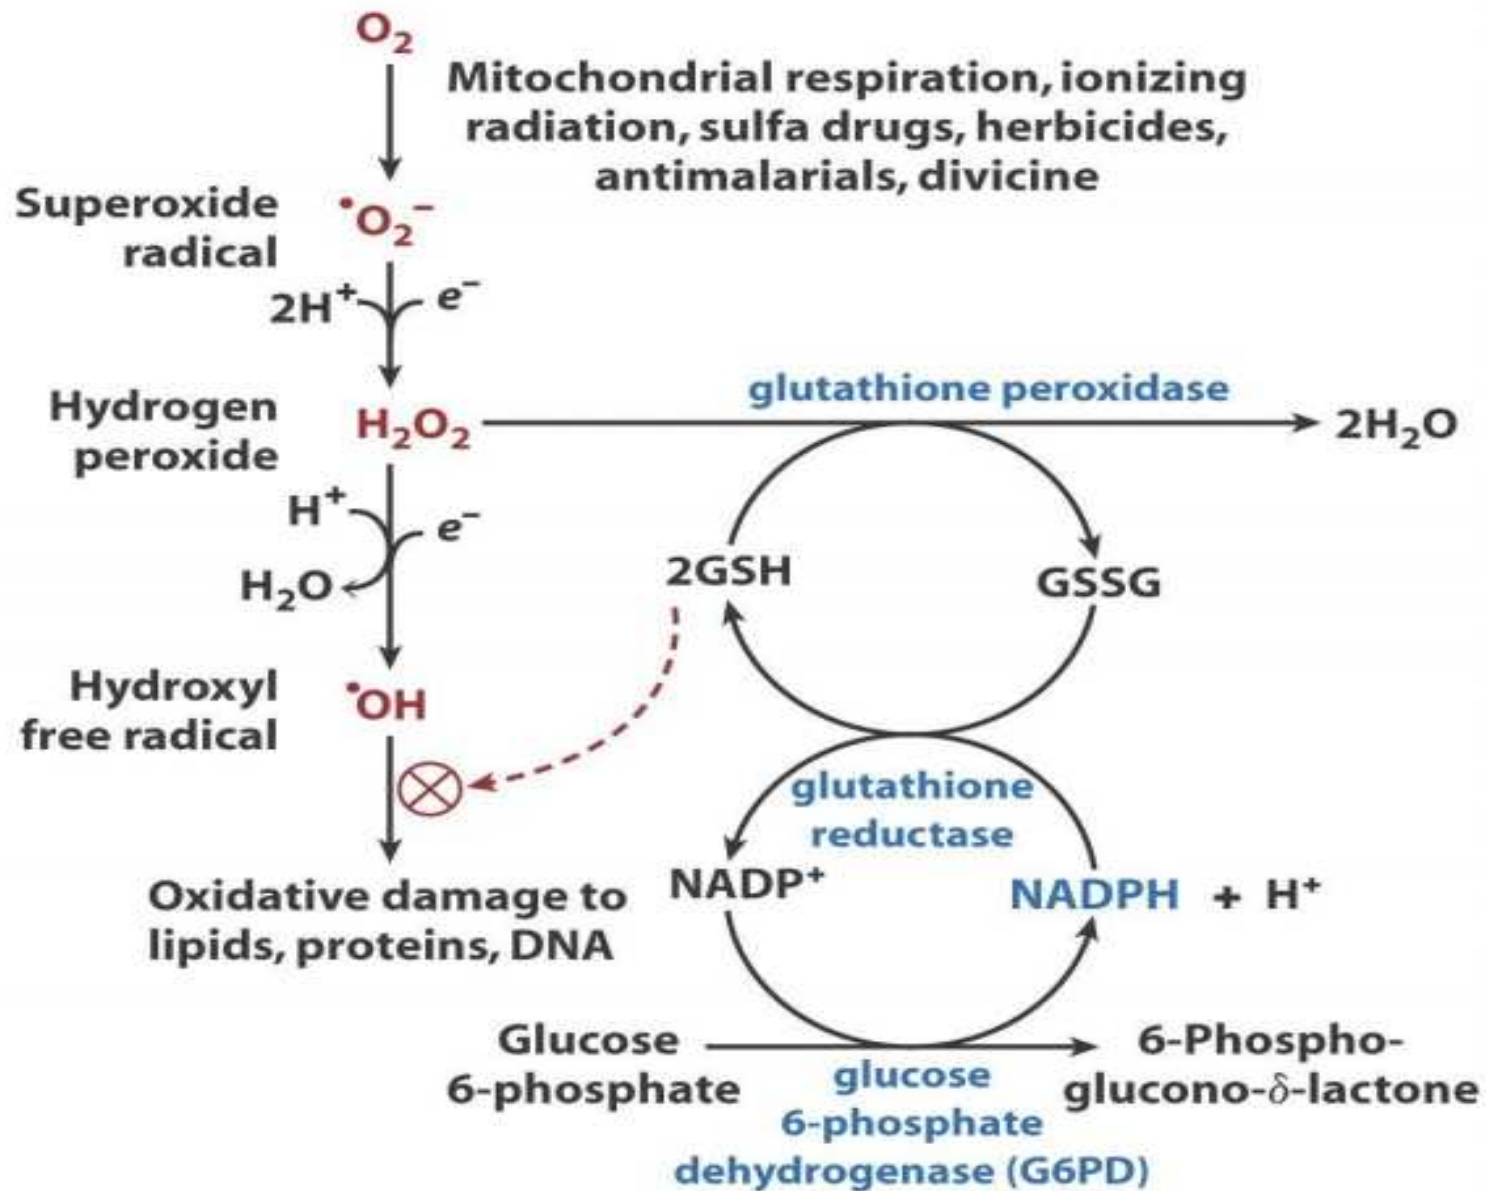 O₂
Mitochondrial respiration, ionizing
radiation, sulfa drugs, herbicides,
antimalarials, divicine
Superoxide
radical
•O₂⁻
2H⁺
e⁻
Hydrogen
peroxide
H₂O₂
glutathione peroxidase
2H₂O
H⁺
e⁻
H₂O
2GSH
GSSG
Hydroxyl
free radical
•OH
glutathione
reductase
Oxidative damage to
lipids, proteins, DNA
NADP⁺
NADPH + H⁺
Glucose
6-phosphate
glucose
6-phosphate
dehydrogenase (G6PD)
6-Phospho-
glucono-δ-lactone